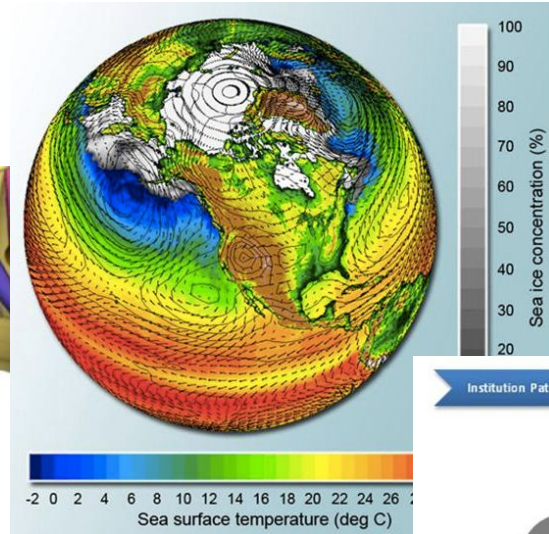 100
90
80
70
60
50
40
30
20
Sea ice concentration (%)
Institution Pat
-2 0 2 4 6 8 10 12 14 16 18 20 22 24 26 2
Sea surface temperature (deg C)